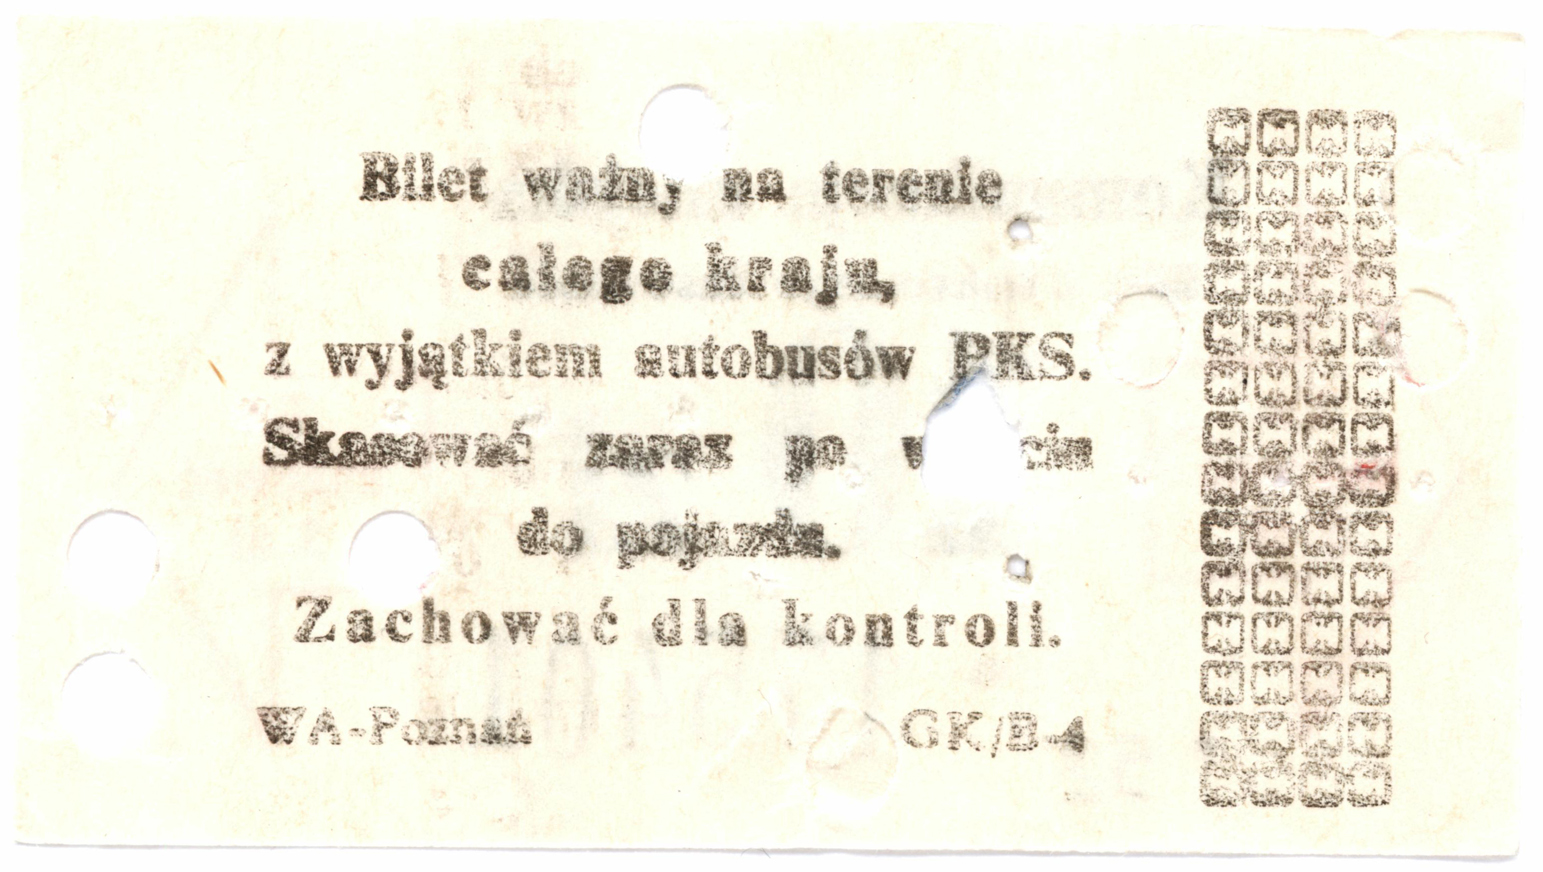 Bilet ważny na terenie
całego kraju,
z wyjątkiem autobusów PKS.
Skasować zaraz po
do pojazdu.
Zachować dla kontroli.
WA-Poznań GK/B-4